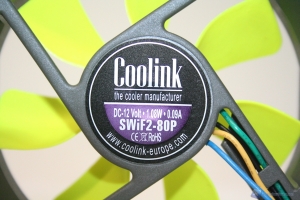 Coolink
the cooler manufacturer
DC-12 Volt • 1.08W • 0.09A
SWiF2-80P
CE RoHS
www.coolink-europe.com